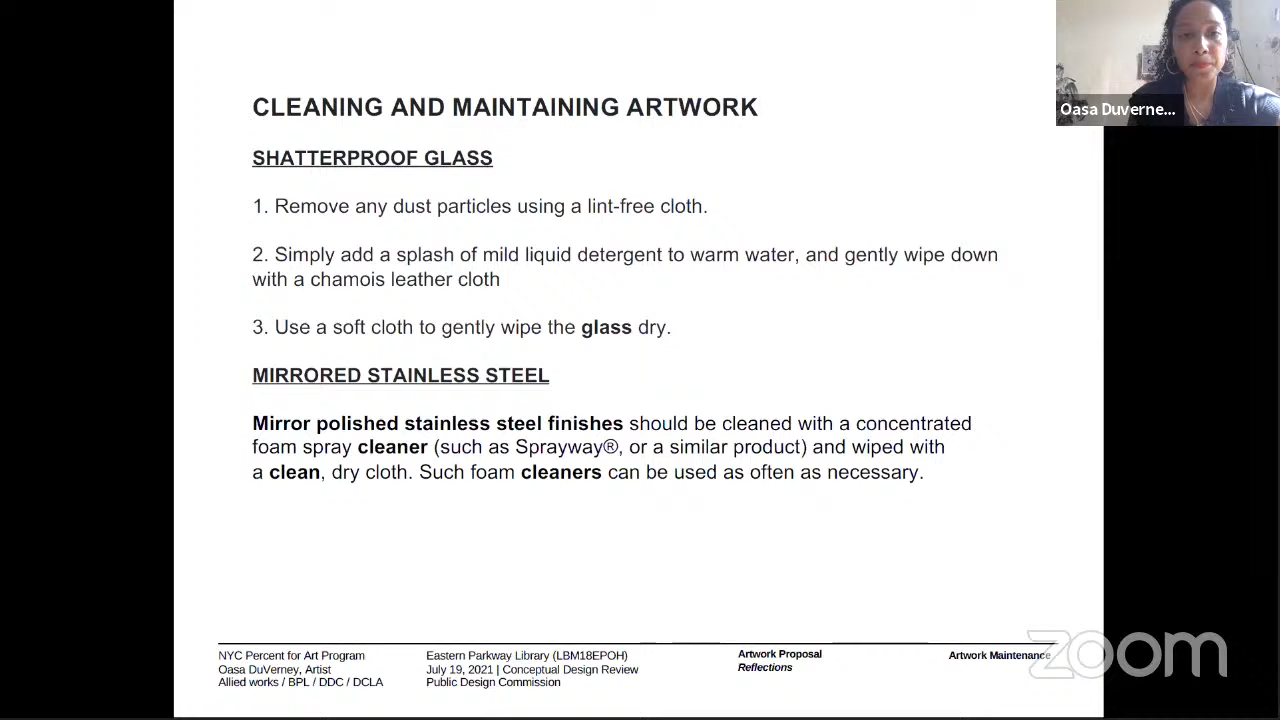 CLEANING AND MAINTAINING ARTWORK
SHATTERPROOF GLASS
1. Remove any dust particles using a lint-free cloth.
2. Simply add a splash of mild liquid detergent to warm water, and gently wipe down
with a chamois leather cloth
3. Use a soft cloth to gently wipe the glass dry.
MIRRORED STAINLESS STEEL
Mirror polished stainless steel finishes should be cleaned with a concentrated
foam spray cleaner (such as Sprayway®, or a similar product) and wiped with
a clean, dry cloth. Such foam cleaners can be used as often as necessary.
Oasa Duverne...
NYC Percent for Art Program
Oasa DuVerney, Artist
Allied works / BPL / DDC / DCLA
Eastern Parkway Library (LBM18EPOH)
July 19, 2021 | Conceptual Design Review
Public Design Commission
Artwork Proposal
Reflections
Artwork Maintenance
zoom